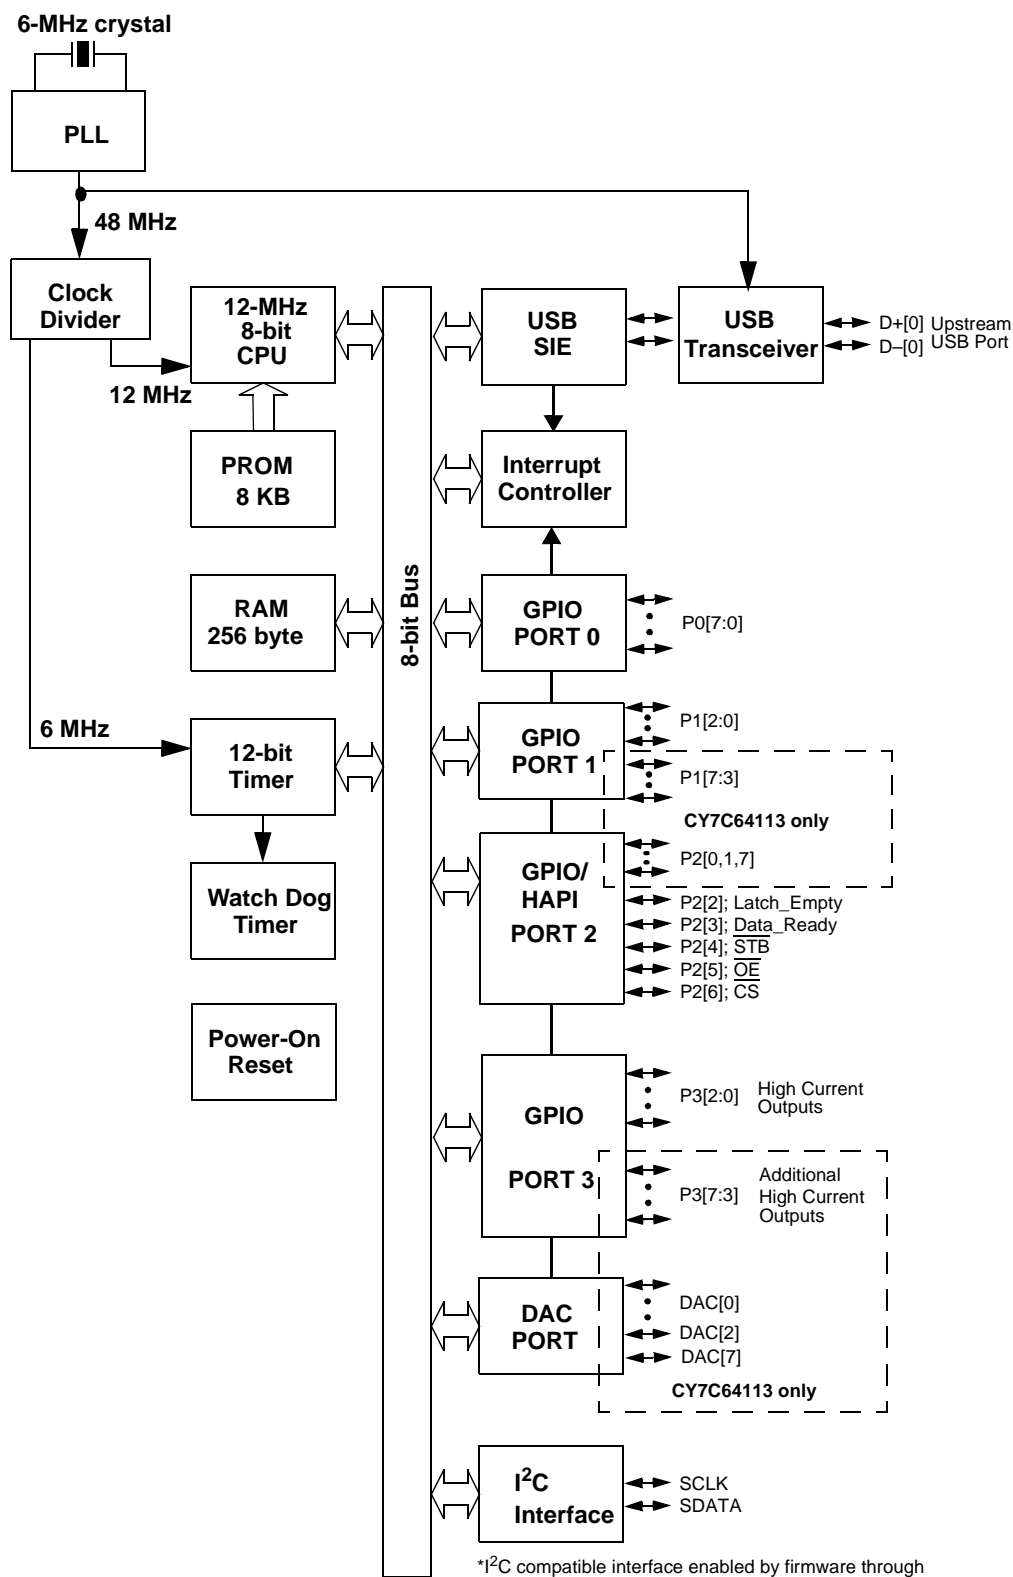 6-MHz crystal
PLL
48 MHz
Clock
Divider
12-MHz
8-bit
CPU
USB
SIE
USB
Transceiver
D+[0] Upstream
D–[0] USB Port
12 MHz
PROM
8 KB
Interrupt
Controller
8-bit Bus
RAM
256 byte
GPIO
PORT 0
P0[7:0]
6 MHz
12-bit
Timer
GPIO
PORT 1
P1[2:0]
P1[7:3]
CY7C64113 only
Watch Dog
Timer
GPIO/
HAPI
PORT 2
P2[0,1,7]
P2[2]; Latch_Empty
P2[3]; Data_Ready
P2[4]; S̅T̅B̅
P2[5]; O̅E̅
P2[6]; C̅S̅
Power-On
Reset
GPIO
PORT 3
P3[2:0]
High Current
Outputs
P3[7:3]
Additional
High Current
Outputs
DAC
PORT
DAC[0]
DAC[2]
DAC[7]
CY7C64113 only
I²C
Interface
SCLK
SDATA
*I²C compatible interface enabled by firmware through